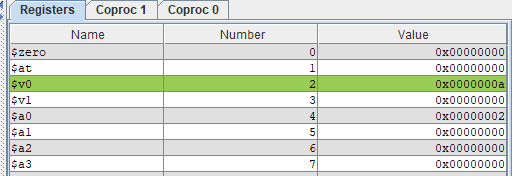 Registers Coproc 1 Coproc 0
Name Number Value
$zero 0 0x00000000
$at 1 0x00000000
$v0 2 0x0000000a
$v1 3 0x00000000
$a0 4 0x00000002
$a1 5 0x00000000
$a2 6 0x00000000
$a3 7 0x00000000